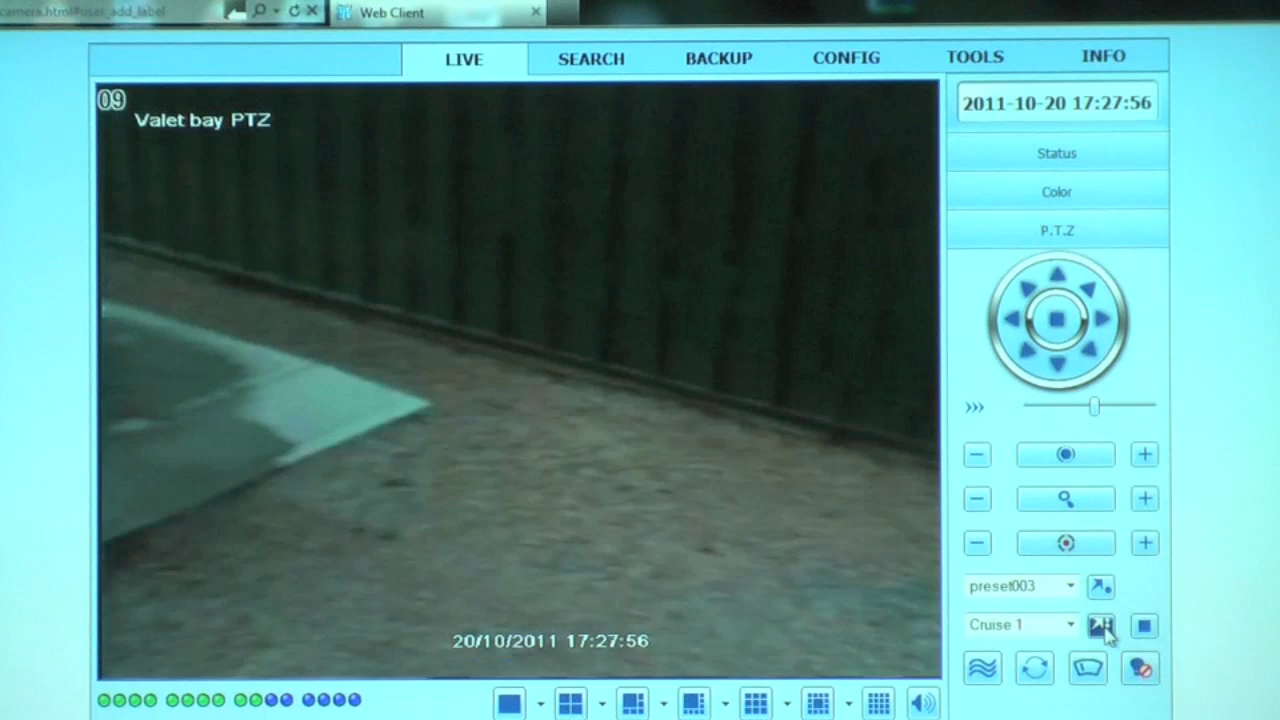 camera.html#user_add_label
Web Client
LIVE
SEARCH
BACKUP
CONFIG
TOOLS
INFO
09
Valet bay PTZ
2011-10-20 17:27:56
Status
Color
P.T.Z
preset003
Cruise 1
20/10/2011 17:27:56